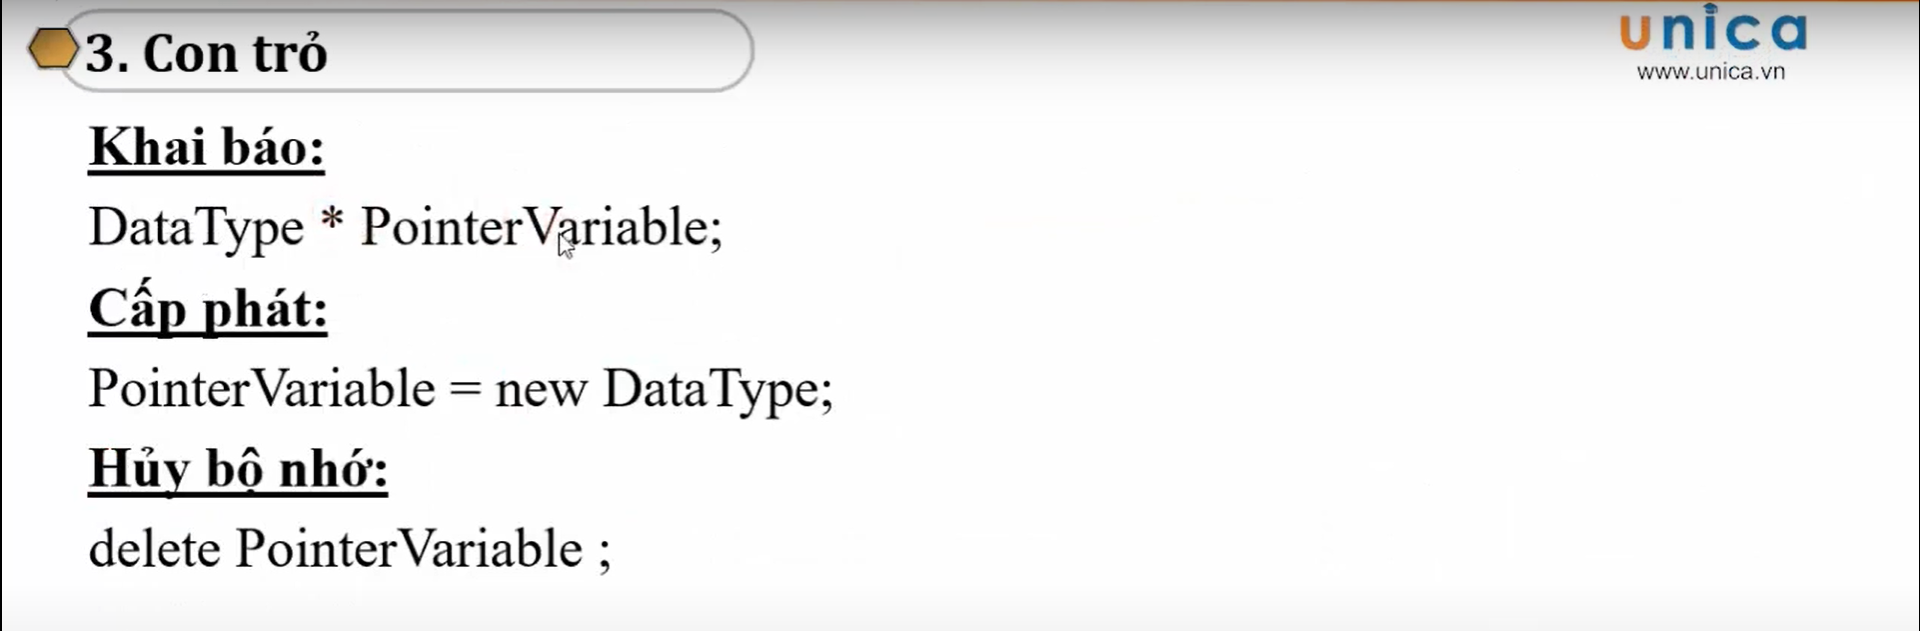 3. Con trỏ
unica
www.unica.vn
Khai báo:
DataType * PointerVariable;
Cấp phát:
PointerVariable = new DataType;
Hủy bộ nhớ:
delete PointerVariable ;